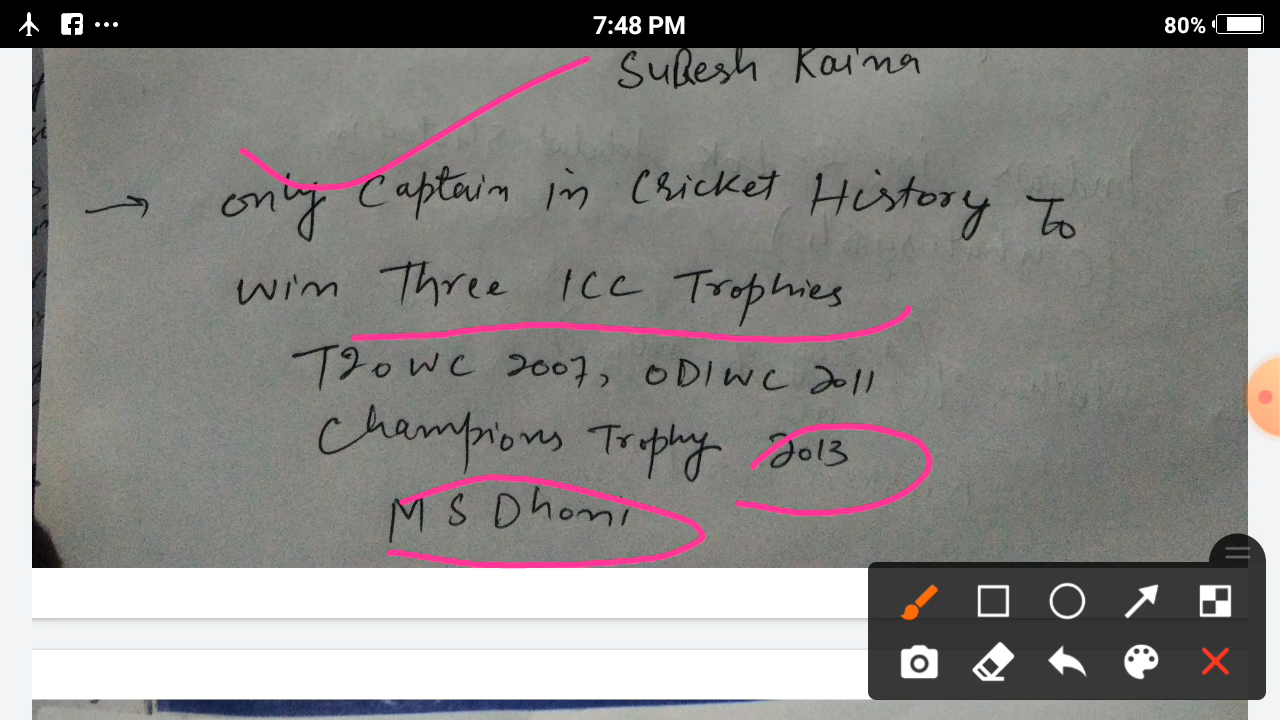 7:48 PM
80%
SuResh Raina
→ only Captain in Cricket History To
win Three ICC Trophies
T20WC 2007, ODIWC 2011
Champions Trophy 2013
M S Dhoni